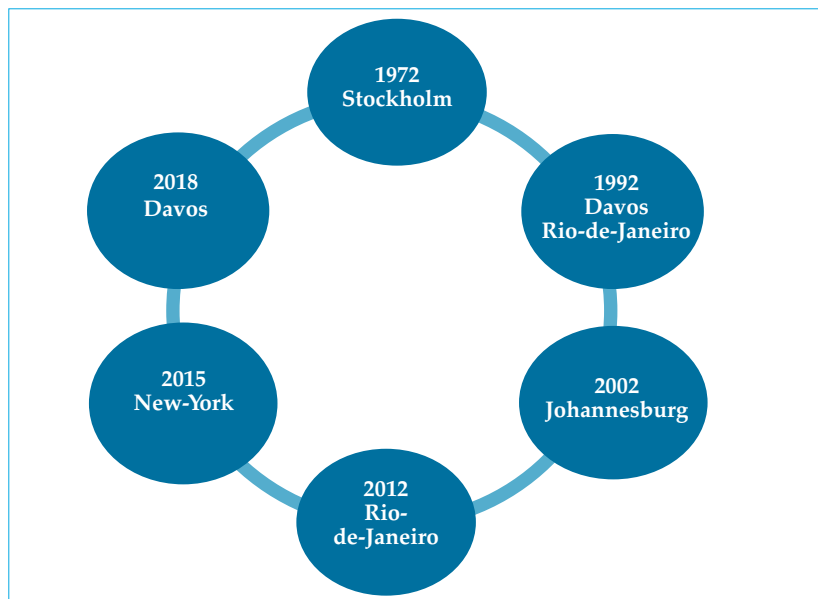 1972
Stockholm
1992
Davos
Rio-de-Janeiro
2002
Johannesburg
2012
Rio-
de-Janeiro
2015
New-York
2018
Davos